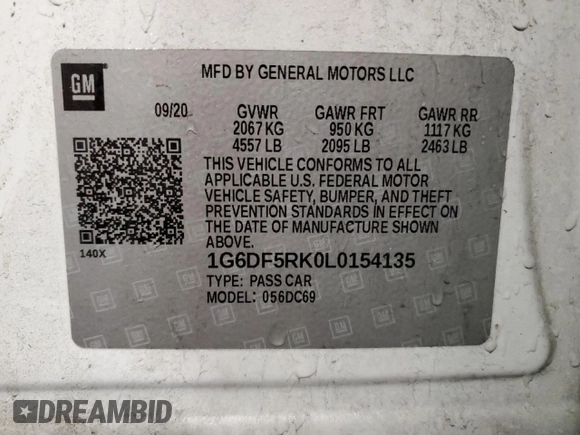 GM
MFD BY GENERAL MOTORS LLC
09/20 GVWR GAWR FRT GAWR RR
2067 KG 950 KG 1117 KG
4557 LB 2095 LB 2463 LB
THIS VEHICLE CONFORMS TO ALL
APPLICABLE U.S. FEDERAL MOTOR
VEHICLE SAFETY, BUMPER, AND THEFT
PREVENTION STANDARDS IN EFFECT ON
THE DATE OF MANUFACTURE SHOWN
ABOVE.
140X
1G6DF5RK0L0154135
TYPE: PASS CAR
MODEL: 056DC69
DREAMBID